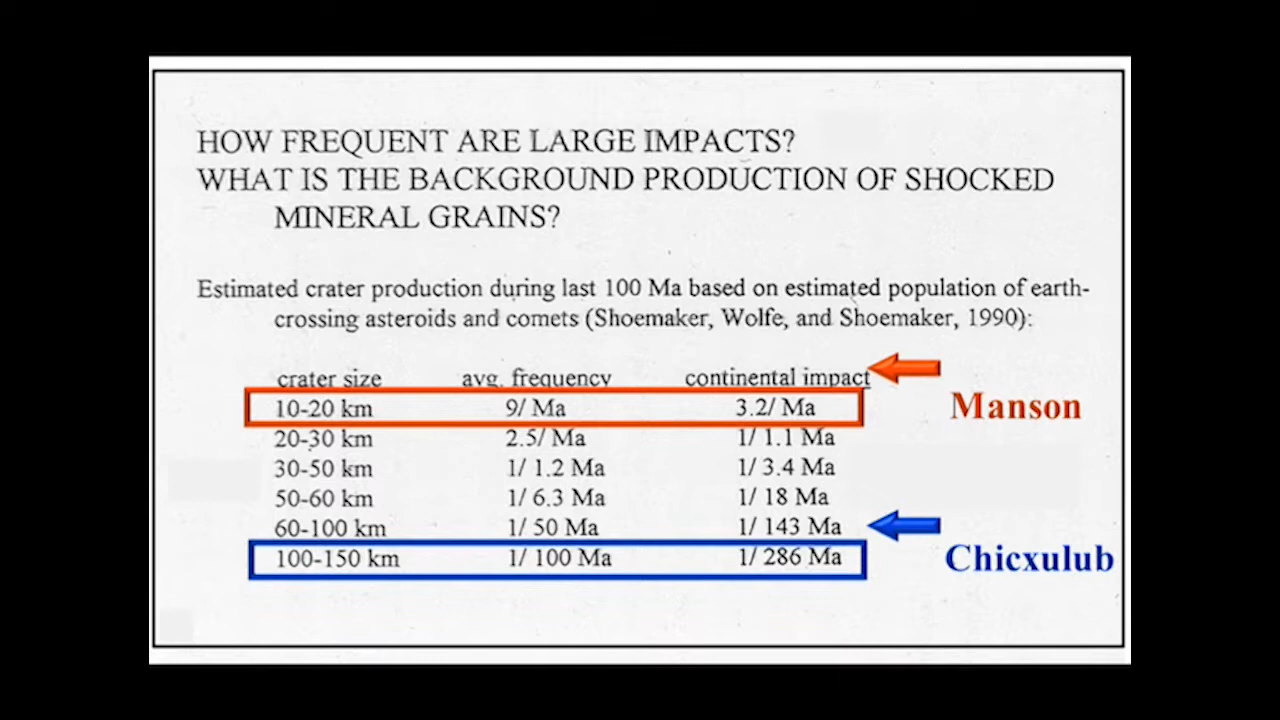 HOW FREQUENT ARE LARGE IMPACTS?
WHAT IS THE BACKGROUND PRODUCTION OF SHOCKED
MINERAL GRAINS?
Estimated crater production during last 100 Ma based on estimated population of earth-
crossing asteroids and comets (Shoemaker, Wolfe, and Shoemaker, 1990):
crater size avg. frequency continental impact
10-20 km 9/ Ma 3.2/ Ma
Manson
20-30 km 2.5/ Ma 1/ 1.1 Ma
30-50 km 1/ 1.2 Ma 1/ 3.4 Ma
50-60 km 1/ 6.3 Ma 1/ 18 Ma
60-100 km 1/ 50 Ma 1/ 143 Ma
100-150 km 1/ 100 Ma 1/ 286 Ma
Chicxulub